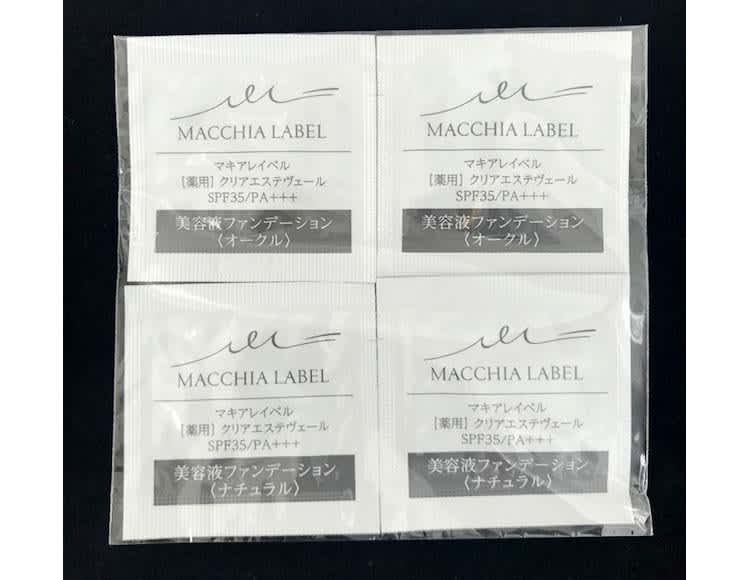 MACCHIA LABEL
マキアレイベル
[薬用] クリアエステヴェール
SPF35/PA+++
美容液ファンデーション
〈オークル〉
MACCHIA LABEL
マキアレイベル
[薬用] クリアエステヴェール
SPF35/PA+++
美容液ファンデーション
〈オークル〉
MACCHIA LABEL
マキアレイベル
[薬用] クリアエステヴェール
SPF35/PA+++
美容液ファンデーション
〈ナチュラル〉
MACCHIA LABEL
マキアレイベル
[薬用] クリアエステヴェール
SPF35/PA+++
美容液ファンデーション
〈ナチュラル〉